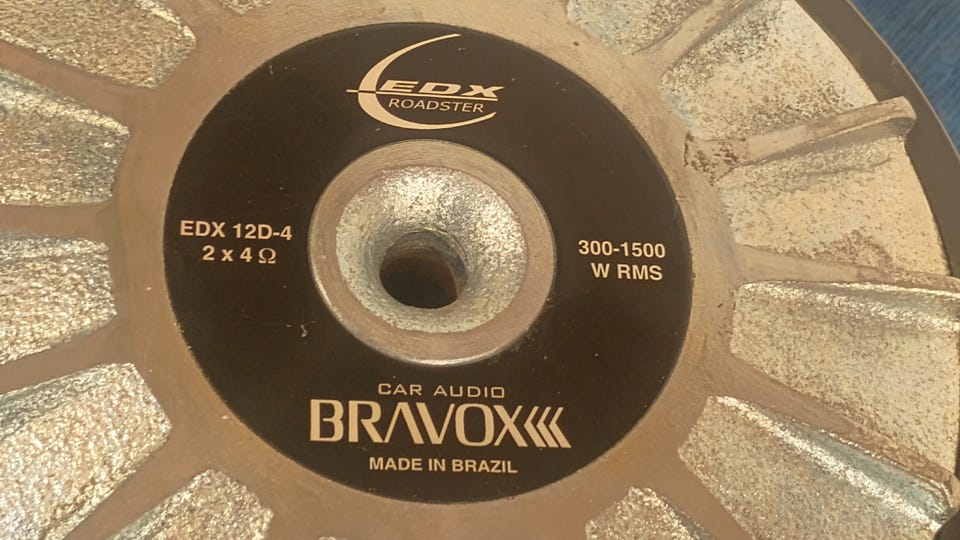 EDX
ROADSTER
EDX 12D-4
2 x 4 Ω
300-1500
W RMS
CAR AUDIO
BRAVOX
MADE IN BRAZIL